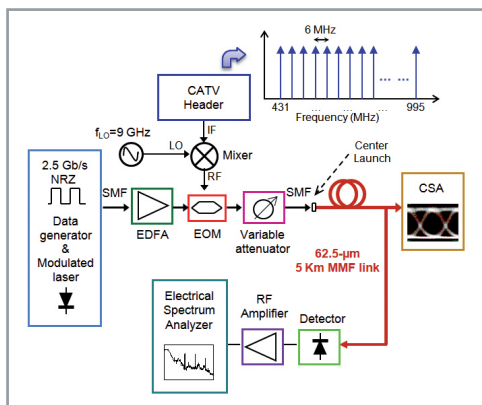 6 MHz
CATV
Header
431
...
...
...
... ...
995
Frequency (MHz)
f_LO=9 GHz
LO
IF
Mixer
RF
Center
Launch
2.5 Gb/s
NRZ
Data
generator
&
Modulated
laser
SMF
EDFA
EOM
Variable
attenuator
SMF
CSA
62.5-µm
5 Km MMF link
Electrical
Spectrum
Analyzer
RF
Amplifier
Detector